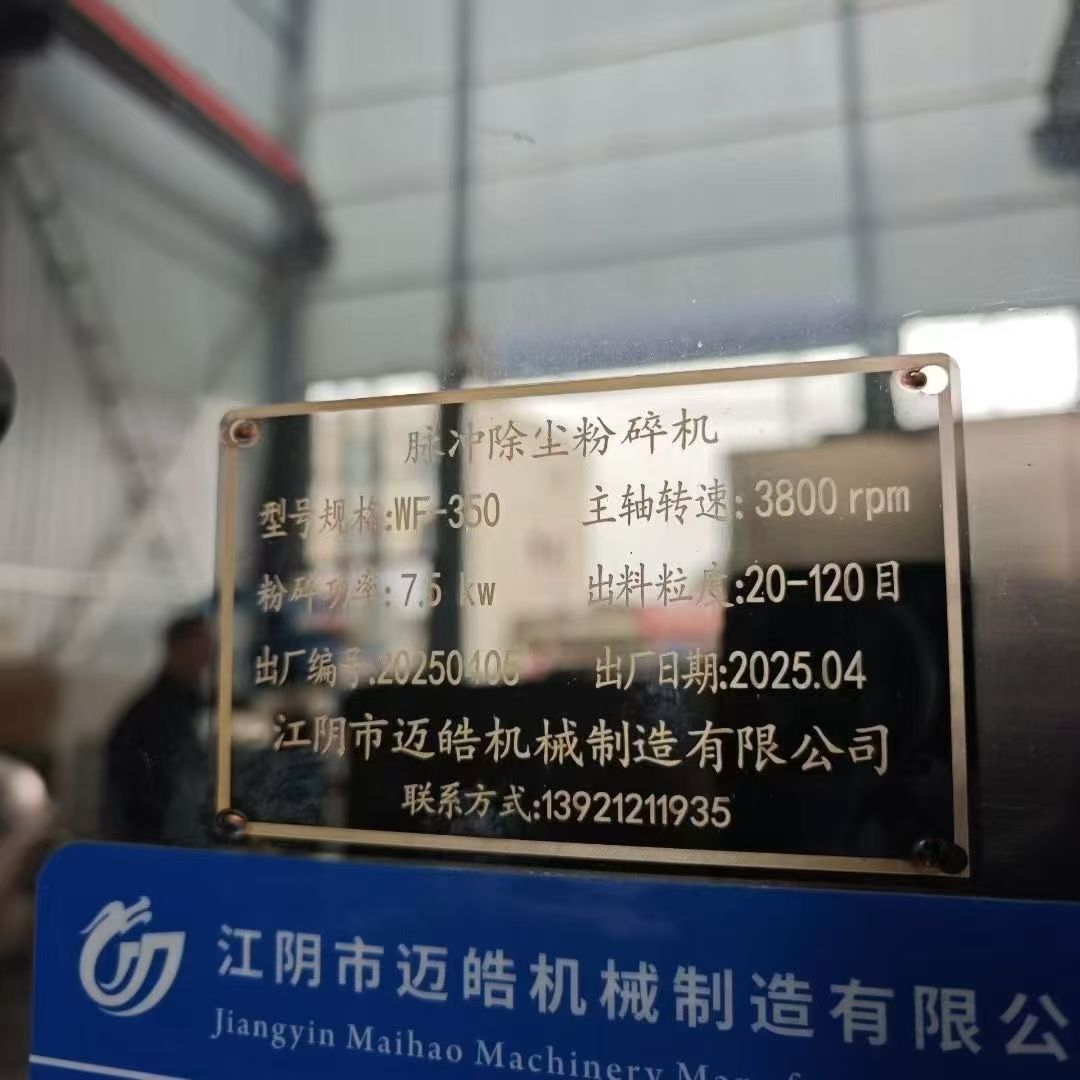 脉冲除尘粉碎机
型号规格:WF-350 主轴转速: 3800 rpm
粉碎功率: 7.5 kw 出料粒度:20-120目
出厂编号:20250405 出厂日期:2025.04
江阴市迈皓机械制造有限公司
联系方式:13921211935
江阴市迈皓机械制造有限公
Jiangyin Maihao Machinery